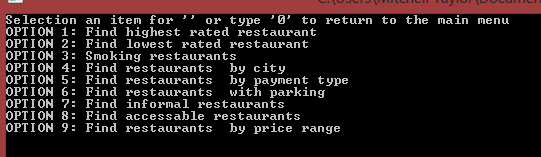 C:\Users\Mitchell Taylor\Documen
Selection an item for '' or type '0' to return to the main menu
OPTION 1: Find highest rated restaurant
OPTION 2: Find lowest rated restaurant
OPTION 3: Smoking restaurants
OPTION 4: Find restaurants  by city
OPTION 5: Find restaurants  by payment type
OPTION 6: Find restaurants  with parking
OPTION 7: Find informal restaurants
OPTION 8: Find accessable restaurants
OPTION 9: Find restaurants  by price range